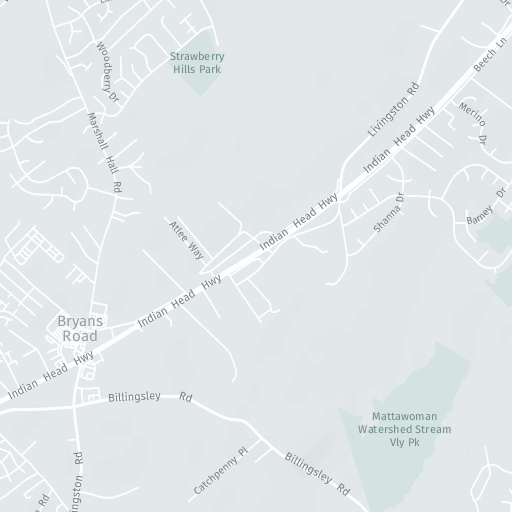 Strawberry
Hills Park
Woodberry Dr
Beech Ln
Livingston Rd
Indian Head Hwy
Merino Dr
Marshall Hall Rd
Barney Dr
Shanna Dr
Indian Head Hwy
Atlee Way
Indian Head Hwy
Bryans
Road
Indian Head Hwy
Billingsley Rd
Mattawoman
Watershed Stream
Vly Pk
Catchpenny Pl
Billingsley Rd
ngston Rd
Rd